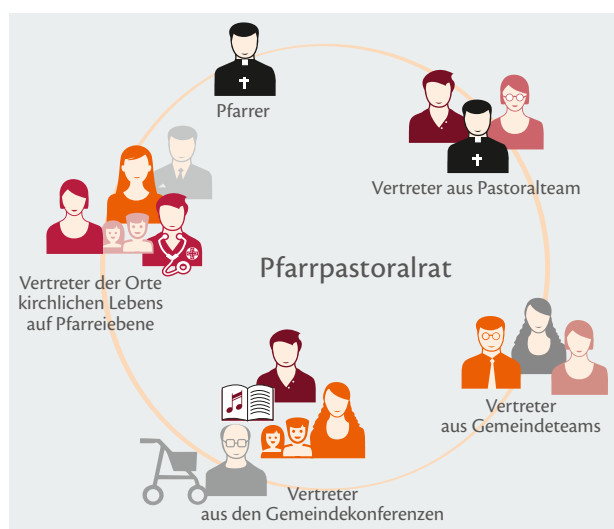 Pfarrer
Vertreter aus Pastoralteam
Pfarrpastoralrat
Vertreter der Orte
kirchlichen Lebens
auf Pfarreiebene
Vertreter
aus Gemeindeteams
Vertreter
aus den Gemeindekonferenzen